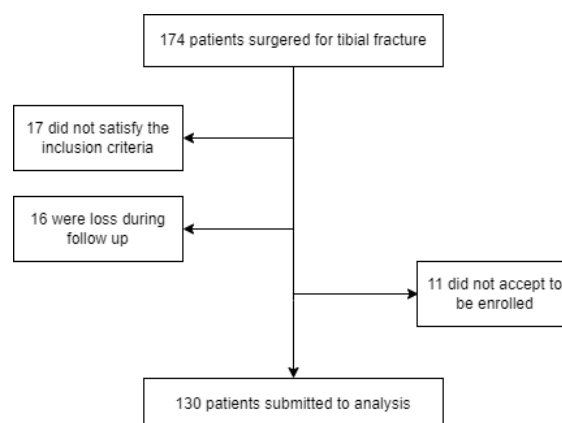 174 patients surgered for tibial fracture
17 did not satisfy the
inclusion criteria
16 were loss during
follow up
11 did not accept to
be enrolled
130 patients submitted to analysis